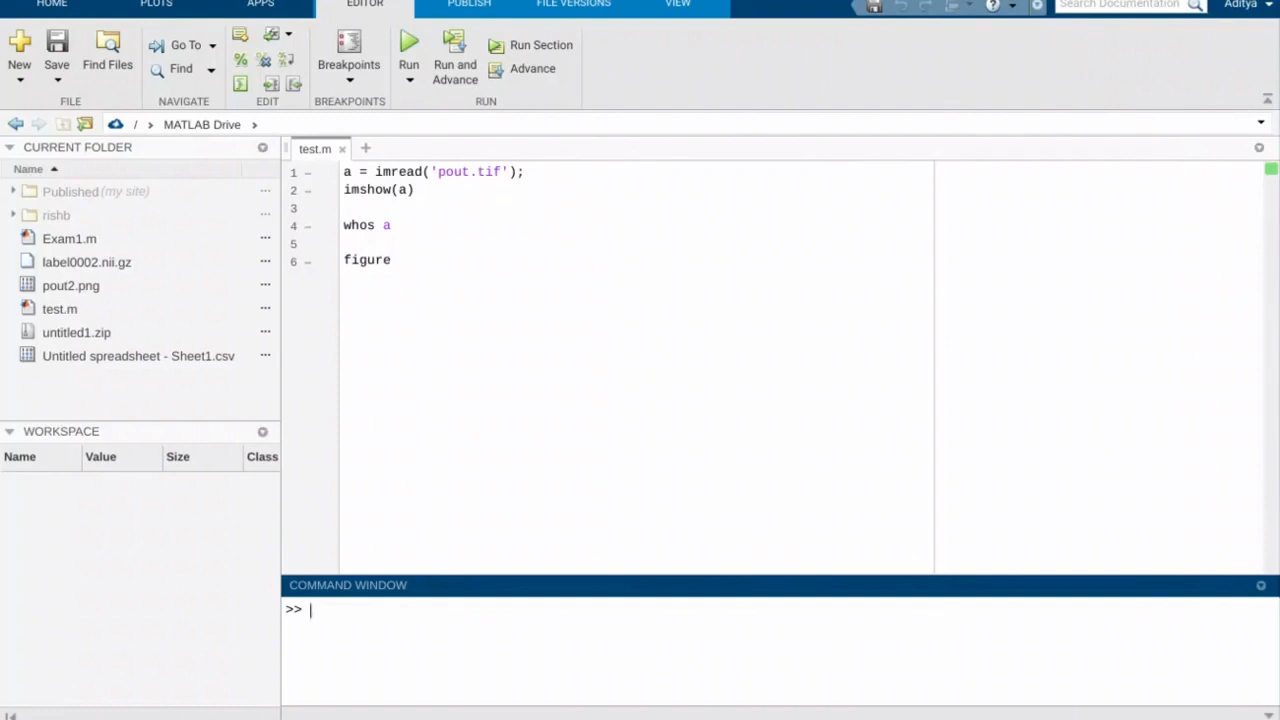 HOME PLOTS APPS EDITOR PUBLISH FILE VERSIONS VIEW Search Documentation Aditya
New Save Find Files Go To Find Breakpoints Run Run and Advance Run Section Advance
FILE NAVIGATE EDIT BREAKPOINTS RUN
/ MATLAB Drive
CURRENT FOLDER
Name
Published (my site)
rishb
Exam1.m
label0002.nii.gz
pout2.png
test.m
untitled1.zip
Untitled spreadsheet - Sheet1.csv
WORKSPACE
Name Value Size Class
test.m
1 a = imread('pout.tif');
2 imshow(a)
3
4 whos a
5
6 figure
COMMAND WINDOW
>>